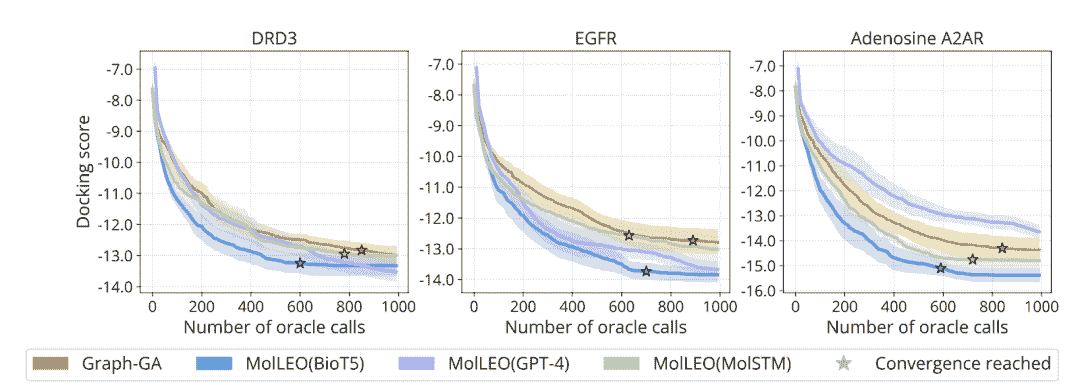 DRD3
EGFR
Adenosine A2AR
Docking score
-7.0
-8.0
-9.0
-10.0
-11.0
-12.0
-13.0
-14.0
0 200 400 600 800 1000
Number of oracle calls
-7.0
-8.0
-9.0
-10.0
-11.0
-12.0
-13.0
-14.0
0 200 400 600 800 1000
Number of oracle calls
-7.0
-8.0
-9.0
-10.0
-11.0
-12.0
-13.0
-14.0
-15.0
-16.0
0 200 400 600 800 1000
Number of oracle calls
Graph-GA MolLEO(BioT5) MolLEO(GPT-4) MolLEO(MolSTM) Convergence reached